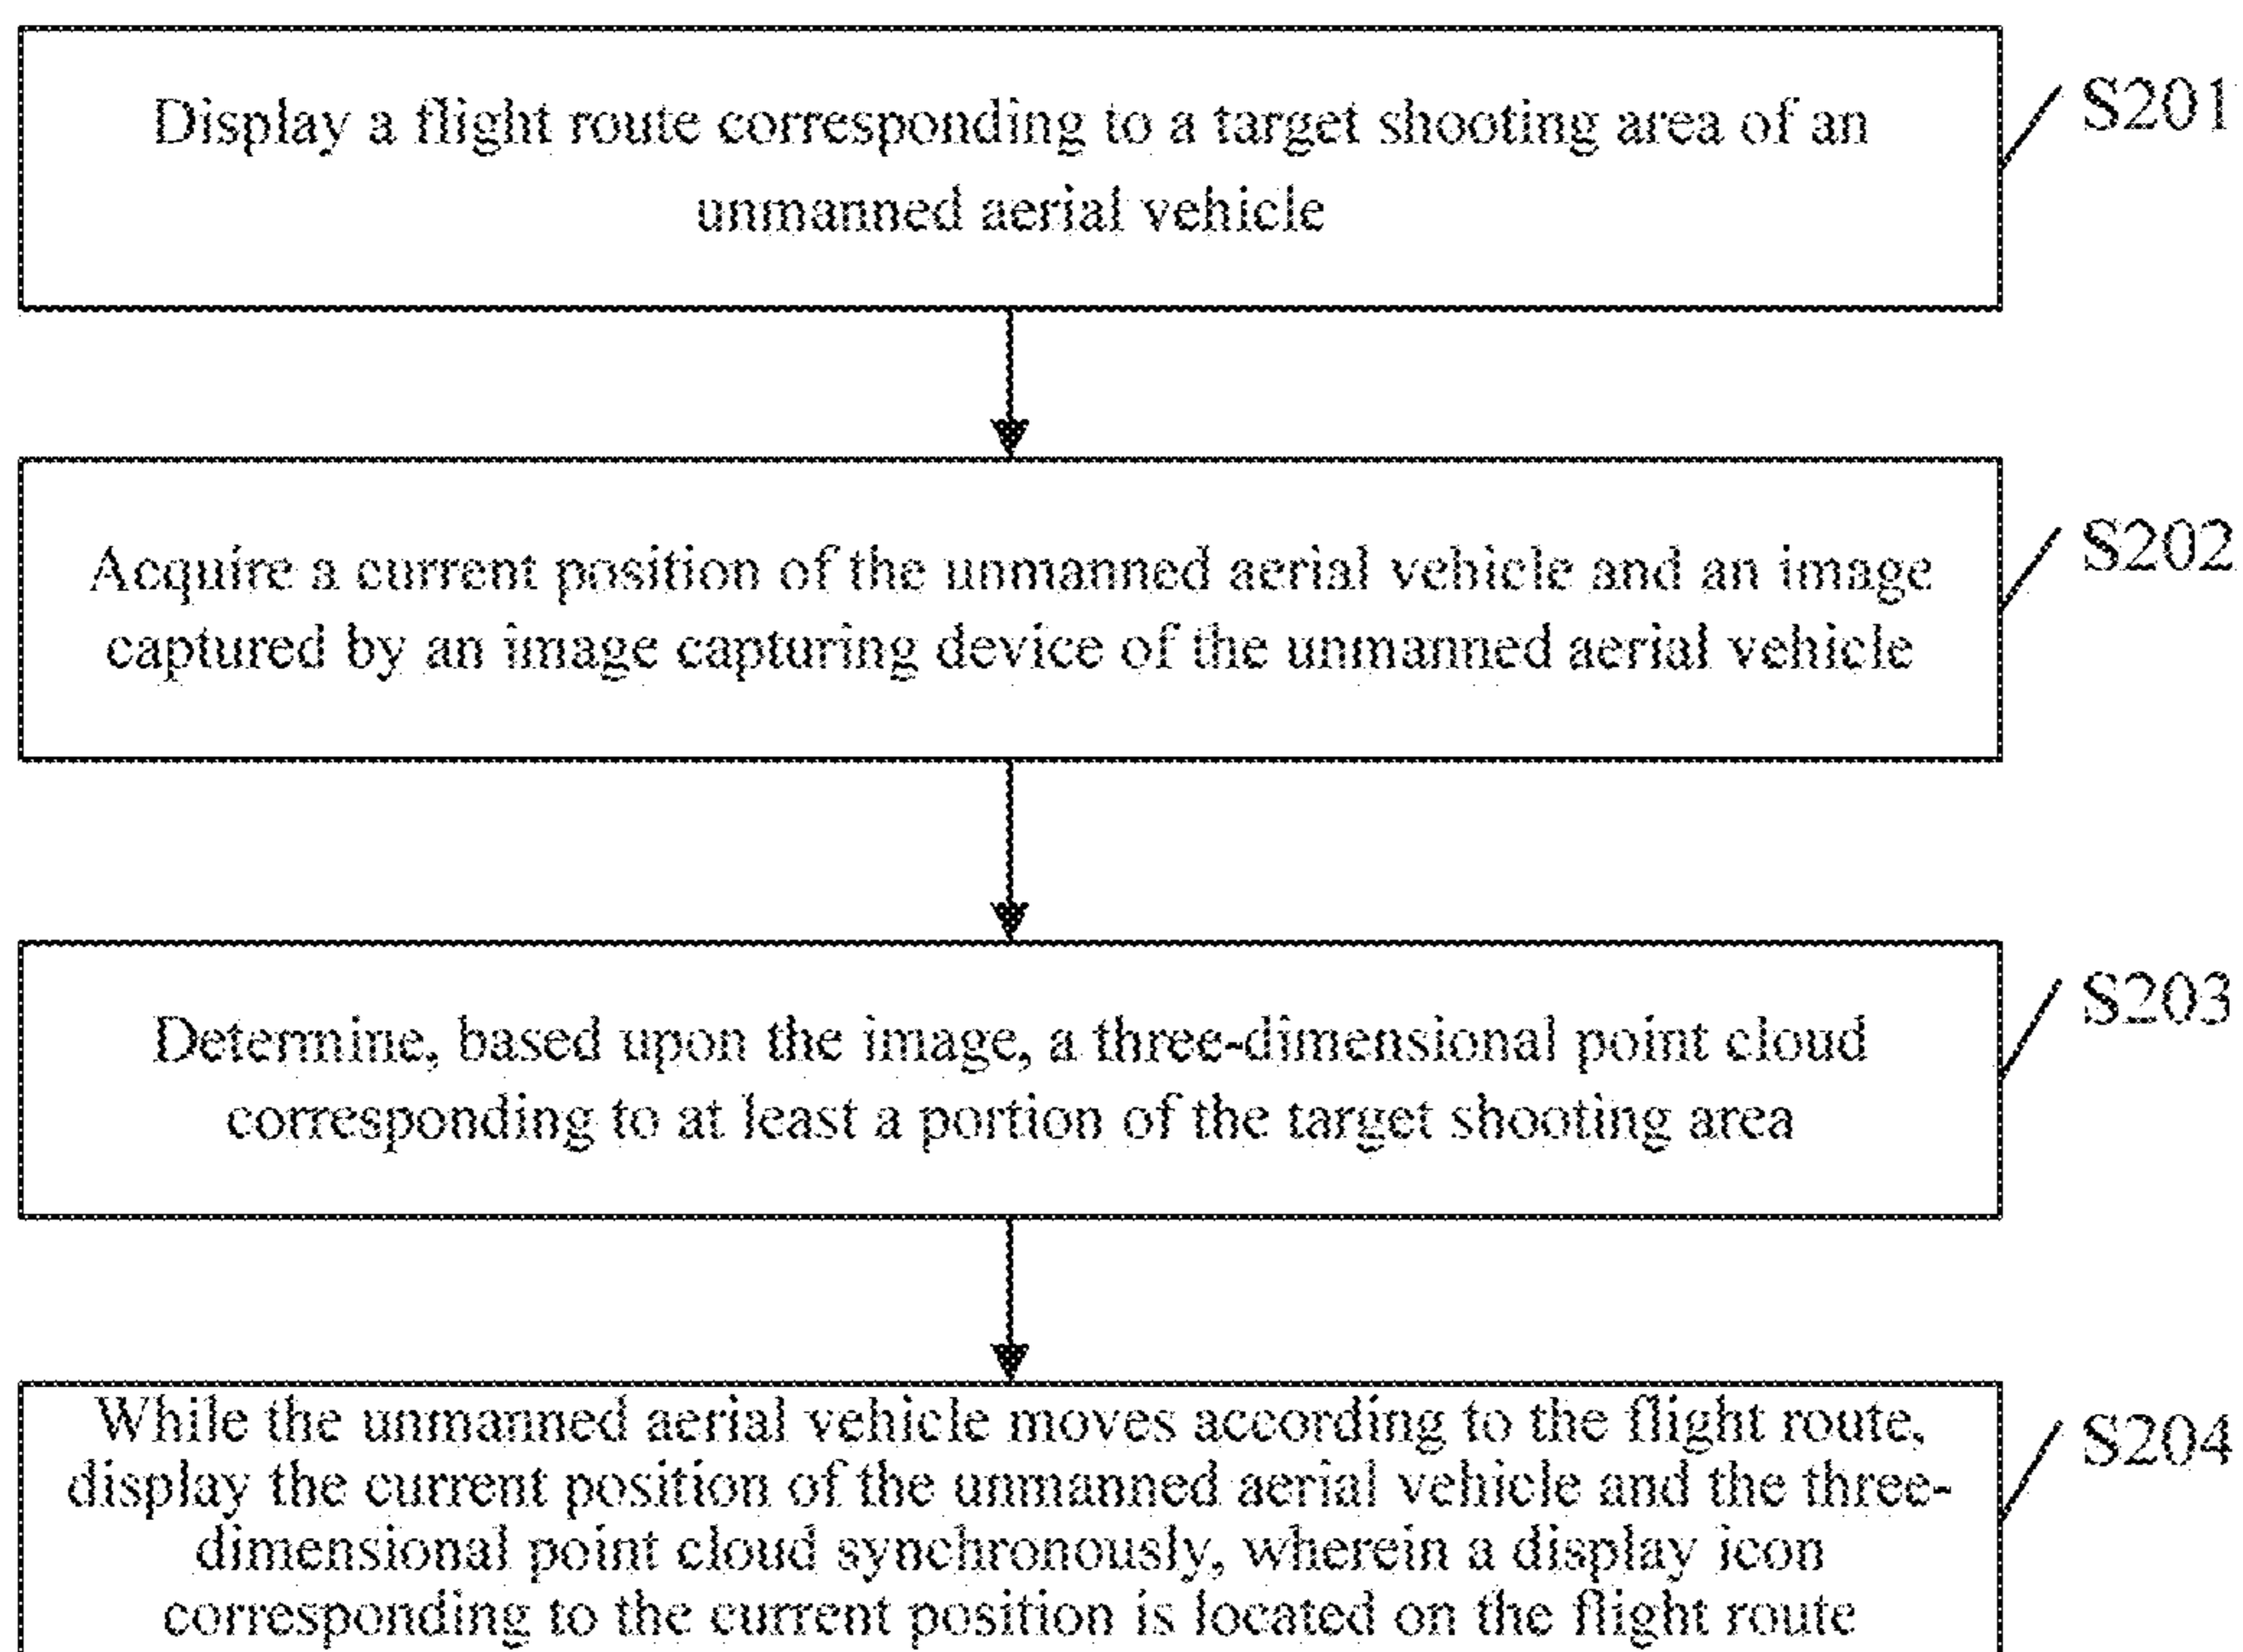 Display a flight route corresponding to a target shooting area of an
unmanned aerial vehicle
S201
Acquire a current position of the unmanned aerial vehicle and an image
captured by an image capturing device of the unmanned aerial vehicle
S202
Determine, based upon the image, a three-dimensional point cloud
corresponding to at least a portion of the target shooting area
S203
While the unmanned aerial vehicle moves according to the flight route,
display the current position of the unmanned aerial vehicle and the three-
dimensional point cloud synchronously, wherein a display icon
corresponding to the current position is located on the flight route
S204